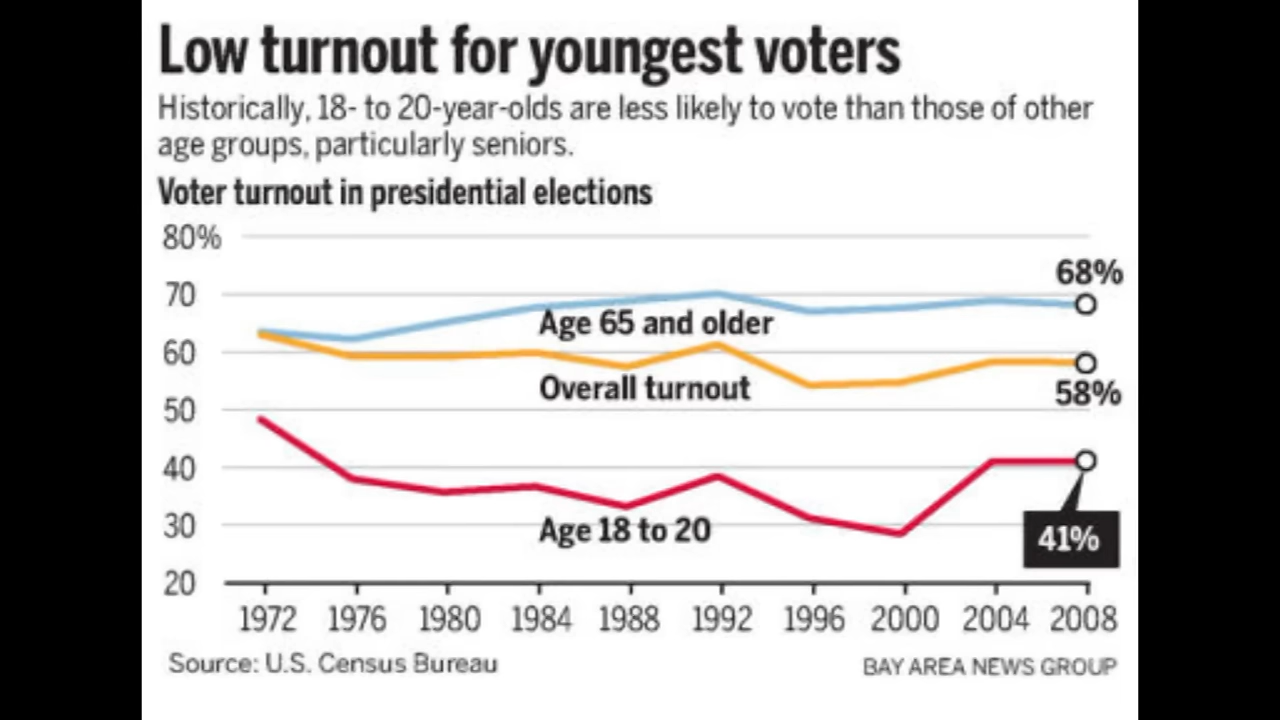 Low turnout for youngest voters
Historically, 18- to 20-year-olds are less likely to vote than those of other
age groups, particularly seniors.
Voter turnout in presidential elections
80%
68%
70
Age 65 and older
60
Overall turnout
58%
50
40
30
Age 18 to 20
41%
20
1972 1976 1980 1984 1988 1992 1996 2000 2004 2008
Source: U.S. Census Bureau
BAY AREA NEWS GROUP